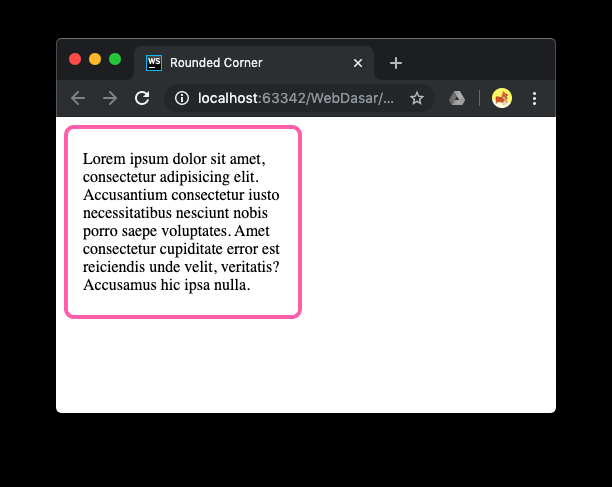 WS
Rounded Corner
localhost:63342/WebDasar/...
Lorem ipsum dolor sit amet,
consectetur adipisicing elit.
Accusantium consectetur iusto
necessitatibus nesciunt nobis
porro saepe voluptates. Amet
consectetur cupiditate error est
reiciendis unde velit, veritatis?
Accusamus hic ipsa nulla.